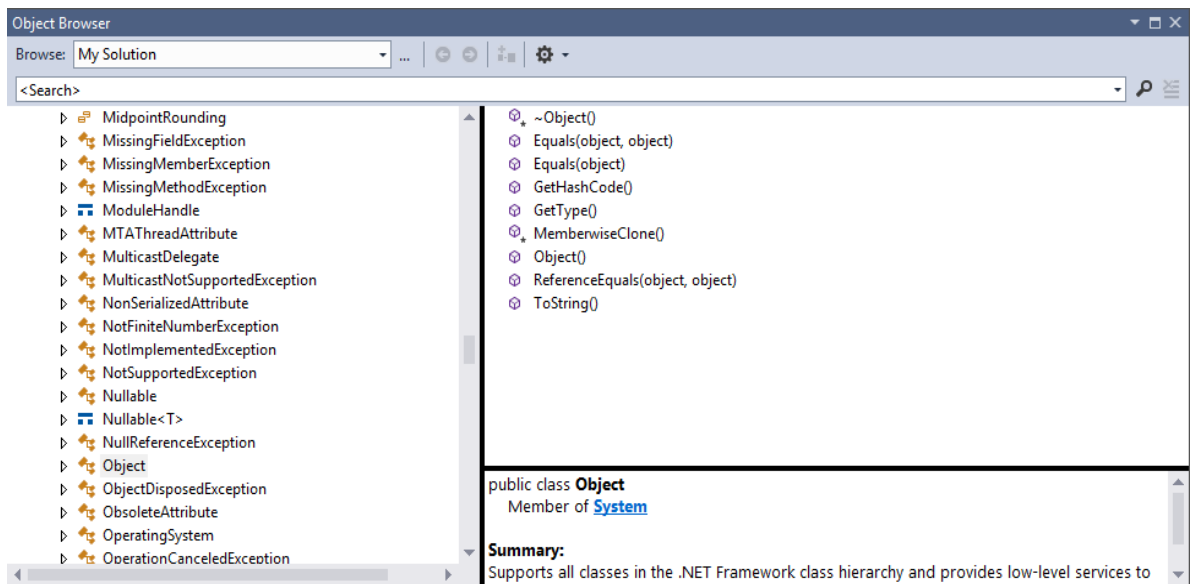 Object Browser
Browse: My Solution ...
<Search>
MidpointRounding
MissingFieldException
MissingMemberException
MissingMethodException
ModuleHandle
MTAThreadAttribute
MulticastDelegate
MulticastNotSupportedException
NonSerializedAttribute
NotFiniteNumberException
NotImplementedException
NotSupportedException
Nullable
Nullable<T>
NullReferenceException
Object
ObjectDisposedException
ObsoleteAttribute
OperatingSystem
OperationCanceledException
~Object()
Equals(object, object)
Equals(object)
GetHashCode()
GetType()
MemberwiseClone()
Object()
ReferenceEquals(object, object)
ToString()
public class Object
Member of System
Summary:
Supports all classes in the .NET Framework class hierarchy and provides low-level services to